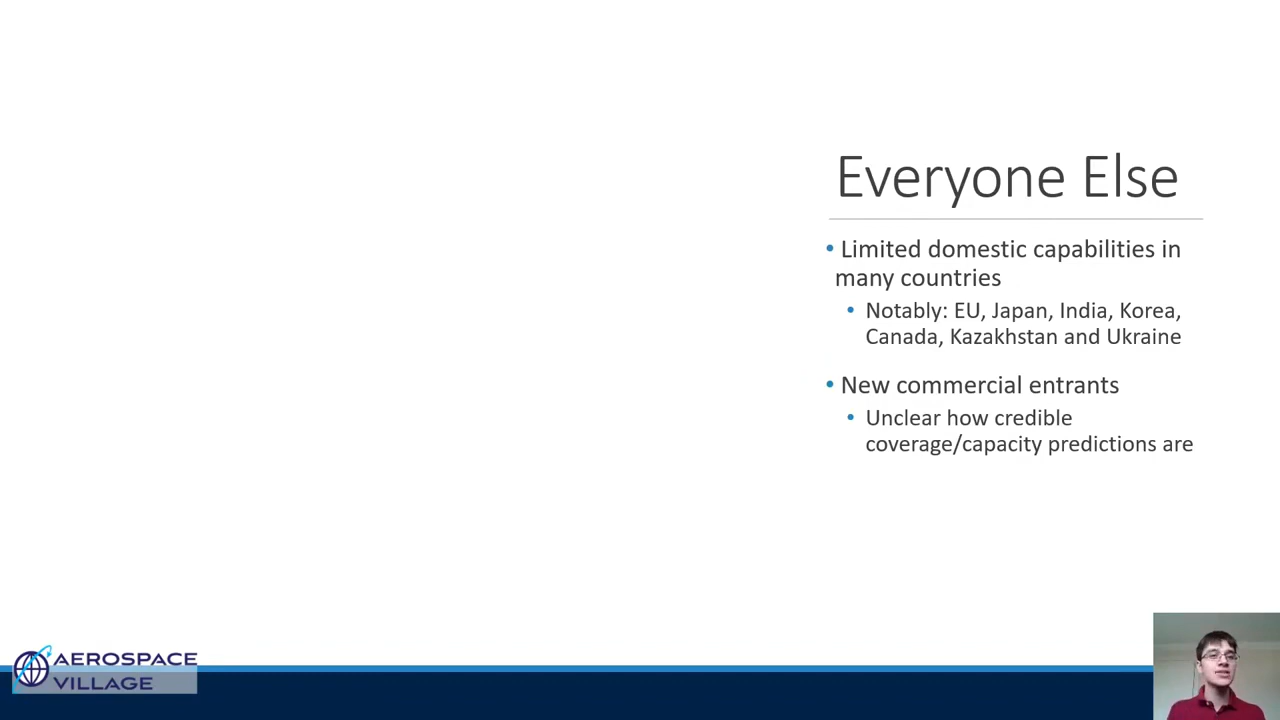 Everyone Else
• Limited domestic capabilities in
many countries
• Notably: EU, Japan, India, Korea,
Canada, Kazakhstan and Ukraine
• New commercial entrants
• Unclear how credible
coverage/capacity predictions are
AEROSPACE
VILLAGE